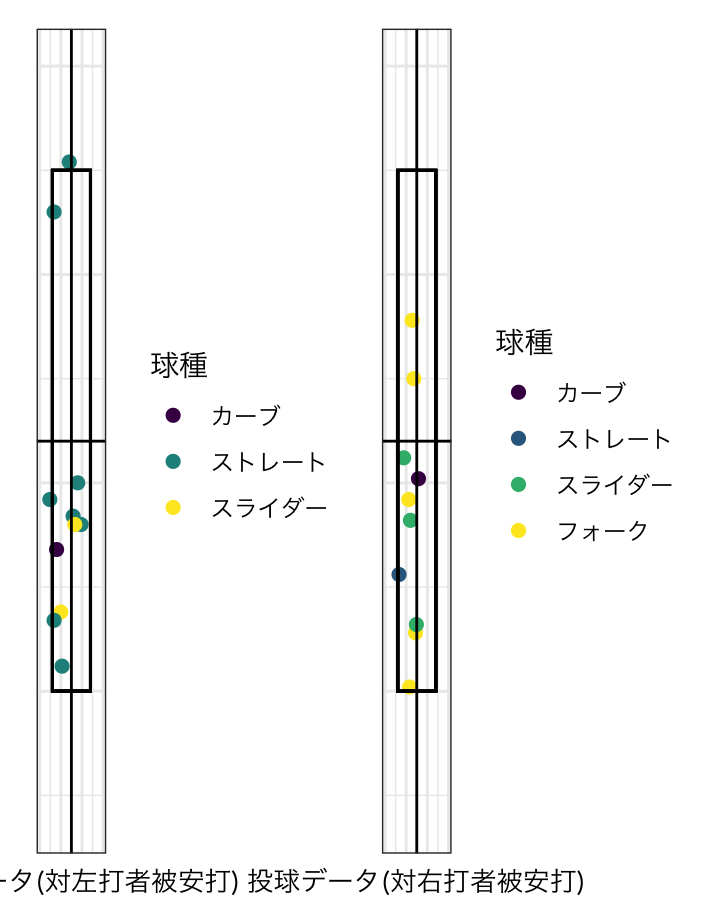 球種
カーブ
ストレート
スライダー
球種
カーブ
ストレート
スライダー
フォーク
ータ(対左打者被安打) 投球データ(対右打者被安打)